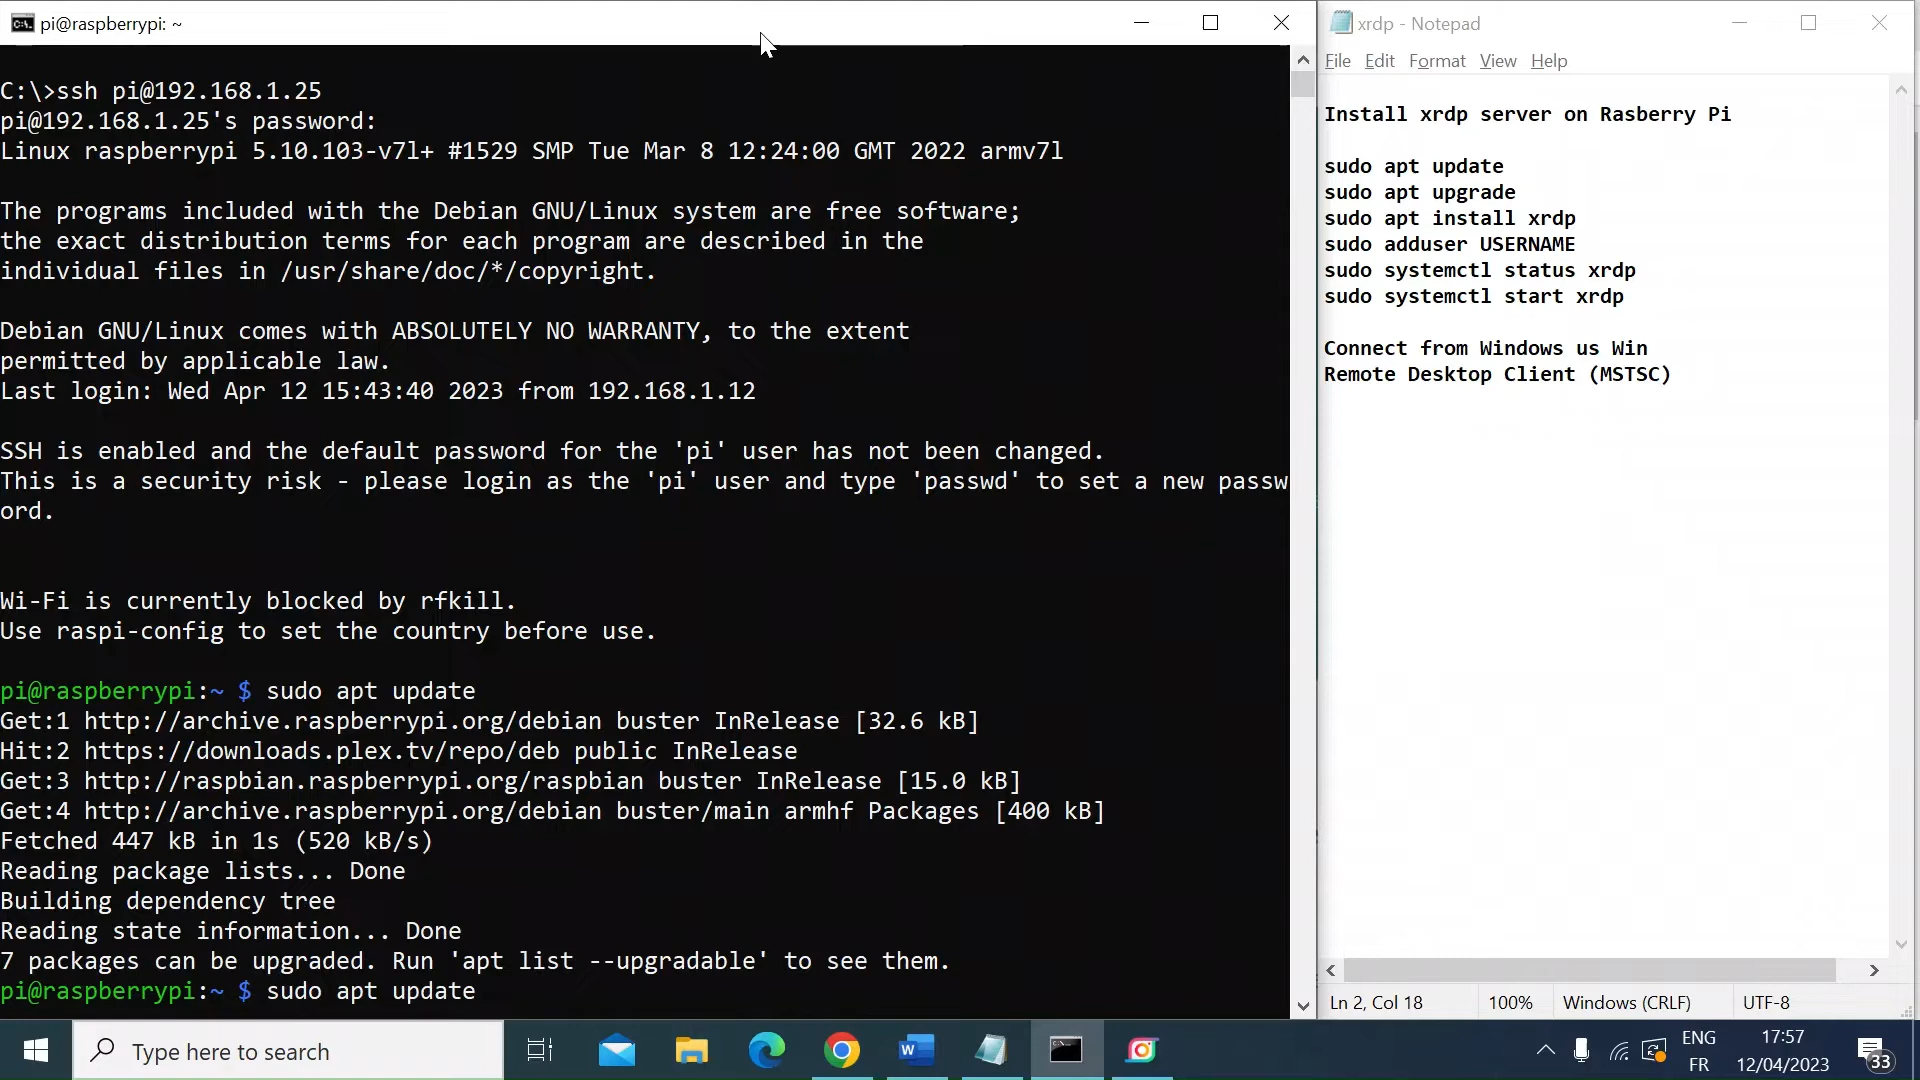 pi@raspberrypi: ~
C:\>ssh pi@192.168.1.25
pi@192.168.1.25's password:
Linux raspberrypi 5.10.103-v7l+ #1529 SMP Tue Mar 8 12:24:00 GMT 2022 armv7l
The programs included with the Debian GNU/Linux system are free software;
the exact distribution terms for each program are described in the
individual files in /usr/share/doc/*/copyright.
Debian GNU/Linux comes with ABSOLUTELY NO WARRANTY, to the extent
permitted by applicable law.
Last login: Wed Apr 12 15:43:40 2023 from 192.168.1.12
SSH is enabled and the default password for the 'pi' user has not been changed.
This is a security risk - please login as the 'pi' user and type 'passwd' to set a new passw
ord.
Wi-Fi is currently blocked by rfkill.
Use raspi-config to set the country before use.
pi@raspberrypi:~ $ sudo apt update
Get:1 http://archive.raspberrypi.org/debian buster InRelease [32.6 kB]
Hit:2 https://downloads.plex.tv/repo/deb public InRelease
Get:3 http://raspbian.raspberrypi.org/raspbian buster InRelease [15.0 kB]
Get:4 http://archive.raspberrypi.org/debian buster/main armhf Packages [400 kB]
Fetched 447 kB in 1s (520 kB/s)
Reading package lists... Done
Building dependency tree
Reading state information... Done
7 packages can be upgraded. Run 'apt list --upgradable' to see them.
pi@raspberrypi:~ $ sudo apt update
xrdp - Notepad
File Edit Format View Help
Install xrdp server on Rasberry Pi
sudo apt update
sudo apt upgrade
sudo apt install xrdp
sudo adduser USERNAME
sudo systemctl status xrdp
sudo systemctl start xrdp
Connect from Windows us Win
Remote Desktop Client (MSTSC)
Ln 2, Col 18 100% Windows (CRLF) UTF-8
Type here to search
ENG
FR
17:57
12/04/2023
33